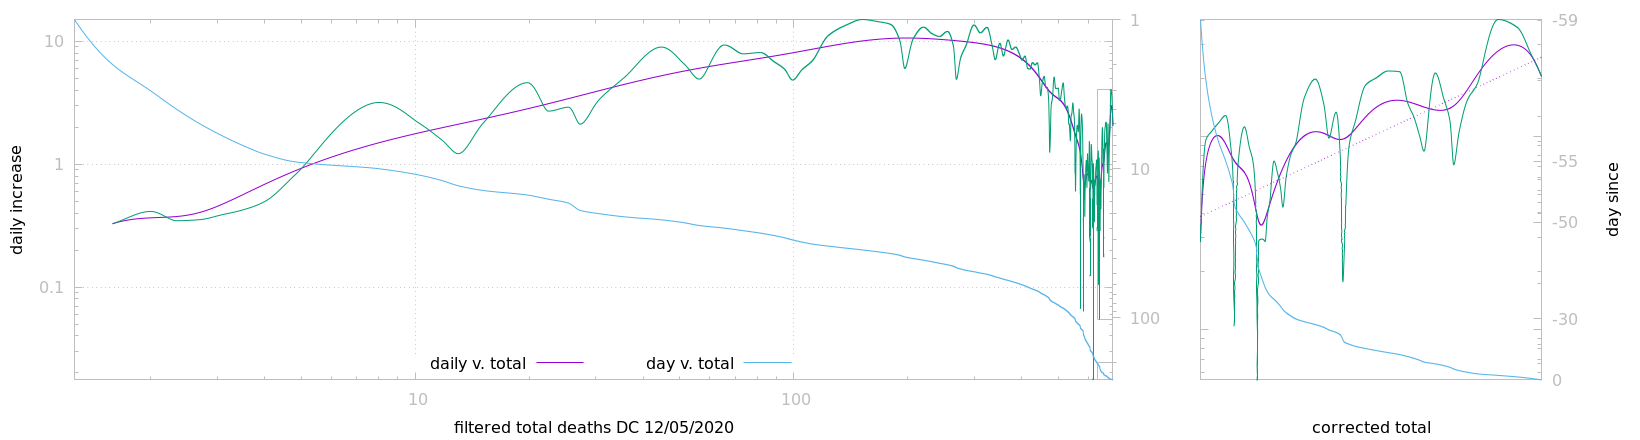 10
1
0.1
daily increase
10
100
filtered total deaths DC 12/05/2020
daily v. total
day v. total
1
10
100
-59
-55
-50
-30
0
day since
corrected total